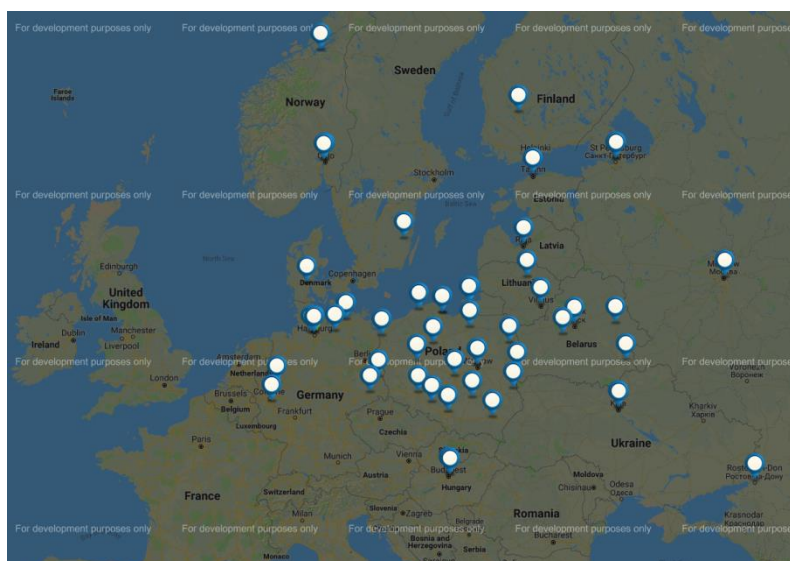 For development purposes only
For development purposes only
For development purposes only
For development purposes only
For development purposes only
Sweden
Faroe
Islands
Norway
Finland
Helsinki
St Petersburg
Санкт-Петербург
Tallinn
Stockholm
For development purposes only
For development purposes only
For development purposes only
For development purposes only
For development purposes only
Baltic Sea
Estonia
Riga
Latvia
North Sea
Edinburgh
Denmark
Copenhagen
Lithuania
Vilnius
Москва
United
Kingdom
Isle of Man
Ireland
Dublin
Manchester
Liverpool
Hamburg
Belarus
Poland
For development purposes only
For development purposes only
For development purposes only
For development purposes only
For development purposes only
Amsterdam
Netherlands
London
Voronezh
Воронеж
Brussels
Belgium
Cologne
Germany
Frankfurt
Luxembourg
Prague
Czechia
Kharkiv
Харків
Ukraine
Paris
Munich
Vienna
Austria
Budapest
Hungary
Moldova
Chisinau
Odesa
Одеса
Ростов-на-Дону
France
Switzerland
Slovenia
Zagreb
Romania
Krasnodar
Краснодар
Milan
Belgrade
For development purposes only
For development purposes only
For development purposes only
For development purposes only
For development purposes only
Monaco
Bosnia and
Herzegovina
Serbia
Bucharest